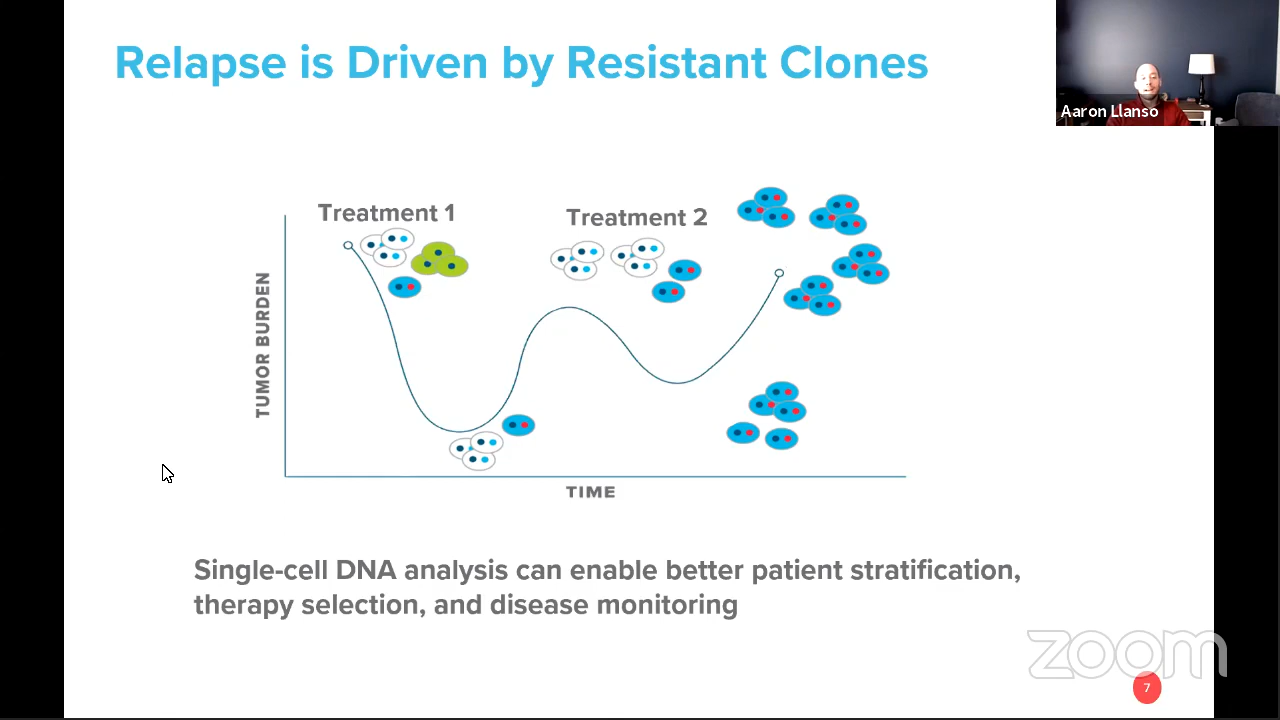 Relapse is Driven by Resistant Clones
Aaron Llanso
Treatment 1
Treatment 2
TUMOR BURDEN
TIME
Single-cell DNA analysis can enable better patient stratification,
therapy selection, and disease monitoring
zoom
7